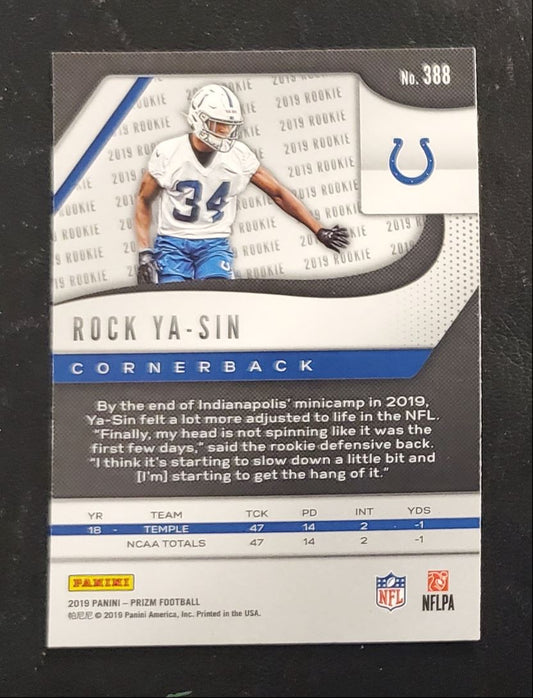 No. 388
2019 ROOKIE
34
ROCK YA-SIN
CORNERBACK
By the end of Indianapolis' minicamp in 2019,
Ya-Sin felt a lot more adjusted to life in the NFL.
"Finally, my head is not spinning like it was the
first few days," said the rookie defensive back.
"I think it's starting to slow down a little bit and
[I'm] starting to get the hang of it."
YR TEAM TCK PD INT YDS
18 - TEMPLE 47 14 2 -1
NCAA TOTALS 47 14 2 -1
PANINI
NFL
NFLPA
2019 PANINI – PRIZM FOOTBALL
帕尼尼 © 2019 Panini America, Inc. Printed in the USA.